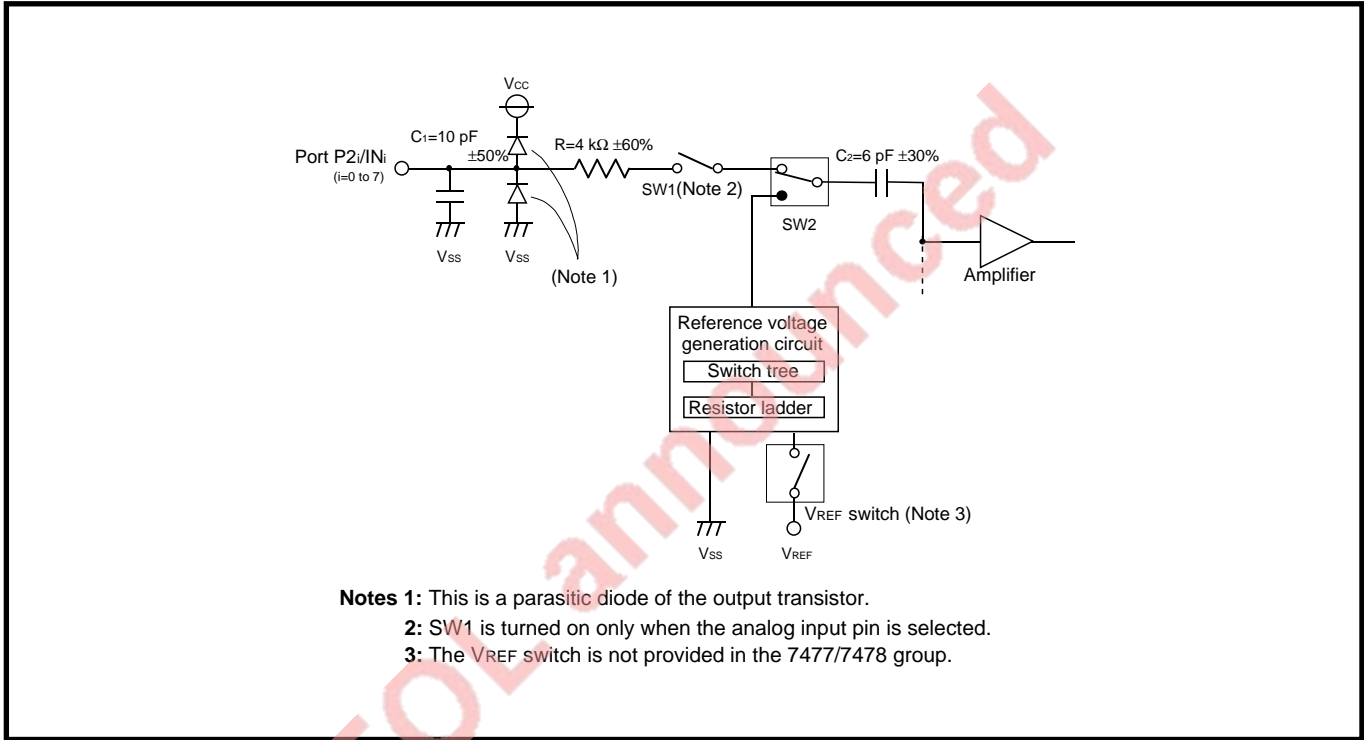 VCC
C1=10 pF
±50%
R=4 kΩ ±60%
C2=6 pF ±30%
Port P2i/INi
(i=0 to 7)
SW1(Note 2)
SW2
VSS
VSS
(Note 1)
Amplifier
Reference voltage
generation circuit
Switch tree
Resistor ladder
VREF switch (Note 3)
VSS
VREF
Notes 1: This is a parasitic diode of the output transistor.
2: SW1 is turned on only when the analog input pin is selected.
3: The VREF switch is not provided in the 7477/7478 group.
EOL announced